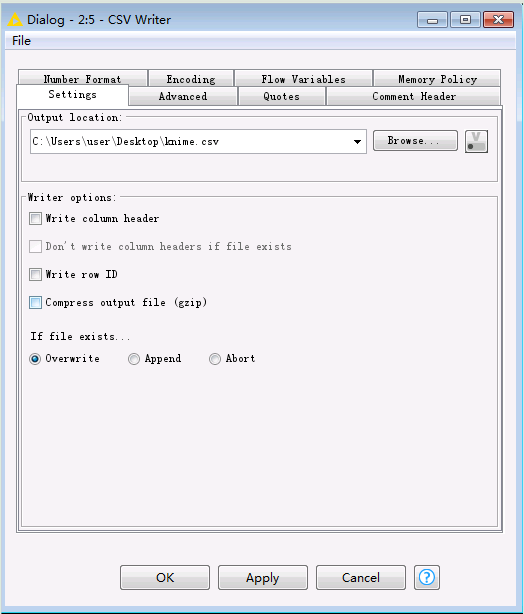 Dialog - 2:5 - CSV Writer
File
Number Format Encoding Flow Variables Memory Policy
Settings Advanced Quotes Comment Header
Output location:
C:\Users\user\Desktop\knime.csv Browse... V
Writer options:
Write column header
Don't write column headers if file exists
Write row ID
Compress output file (gzip)
If file exists...
Overwrite Append Abort
OK Apply Cancel ?